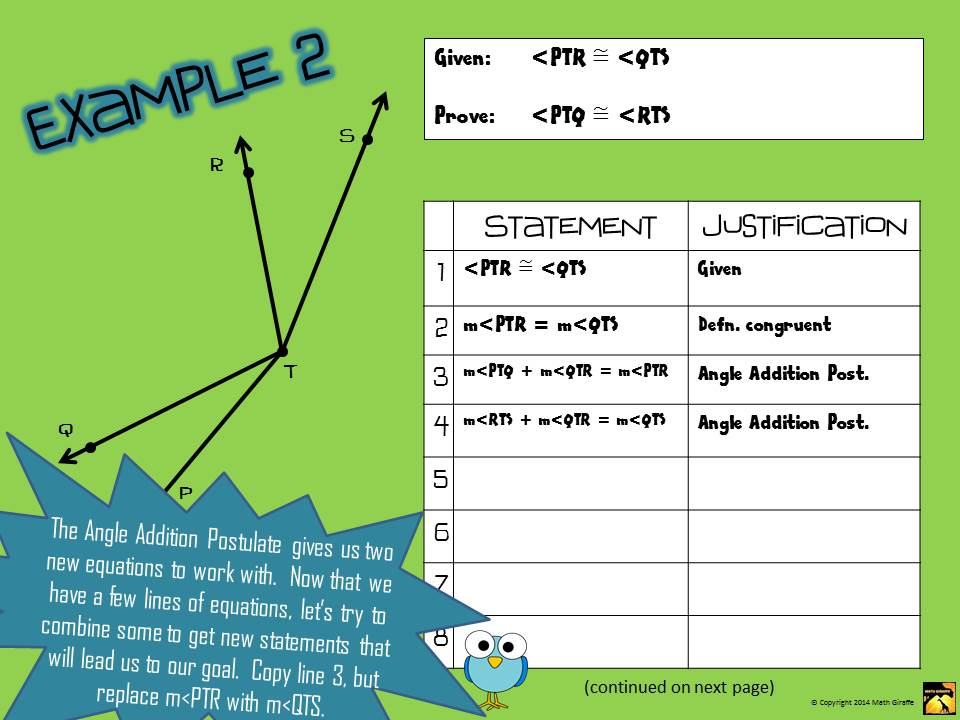 EXAMPLE 2
Given: <PTR ≅ <QTS
Prove: <PTQ ≅ <RTS
R
S
T
Q
P
STATEMENT JUSTIFICATION
1 <PTR ≅ <QTS Given
2 m<PTR = m<QTS Defn. congruent
3 m<PTQ + m<QTR = m<PTR Angle Addition Post.
4 m<RTS + m<QTR = m<QTS Angle Addition Post.
5
6
7
8
The Angle Addition Postulate gives us two
new equations to work with. Now that we
have a few lines of equations, let's try to
combine some to get new statements that
will lead us to our goal. Copy line 3, but
replace m<PTR with m<QTS.
(continued on next page)
© Copyright 2014 Math Giraffe
MATH GIRAFFE